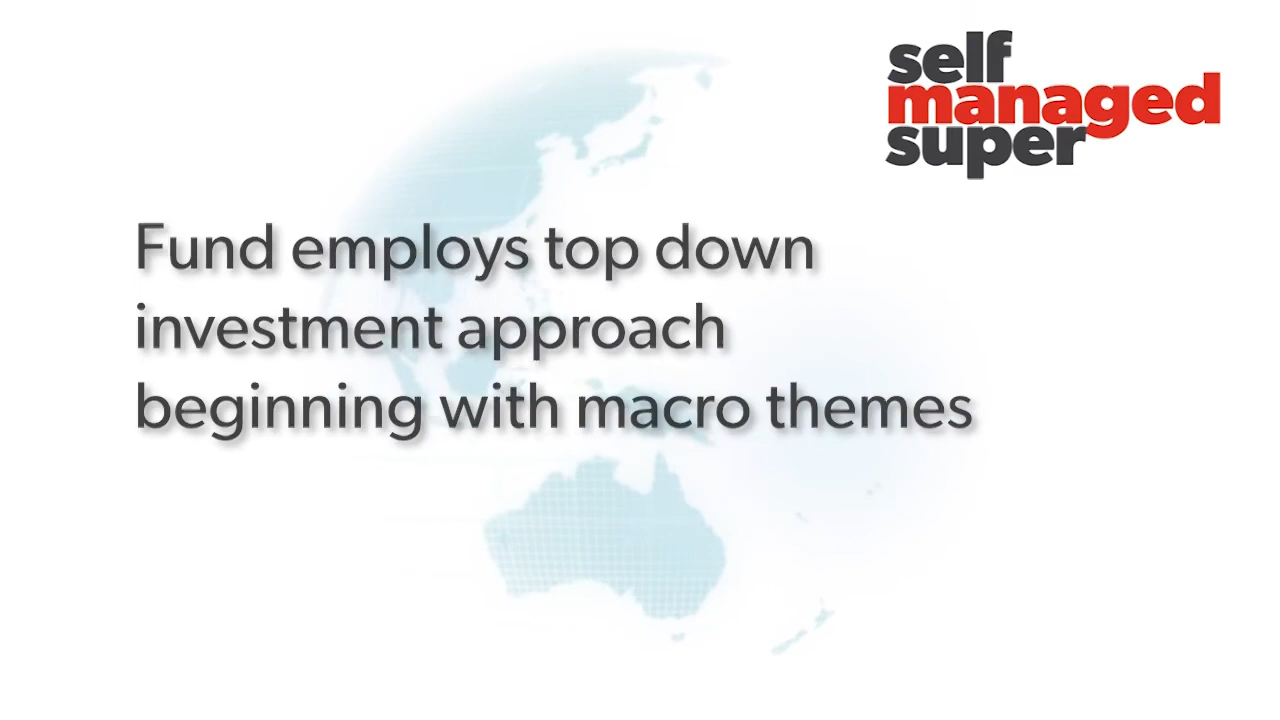 self
managed
super
Fund employs top down
investment approach
beginning with macro themes